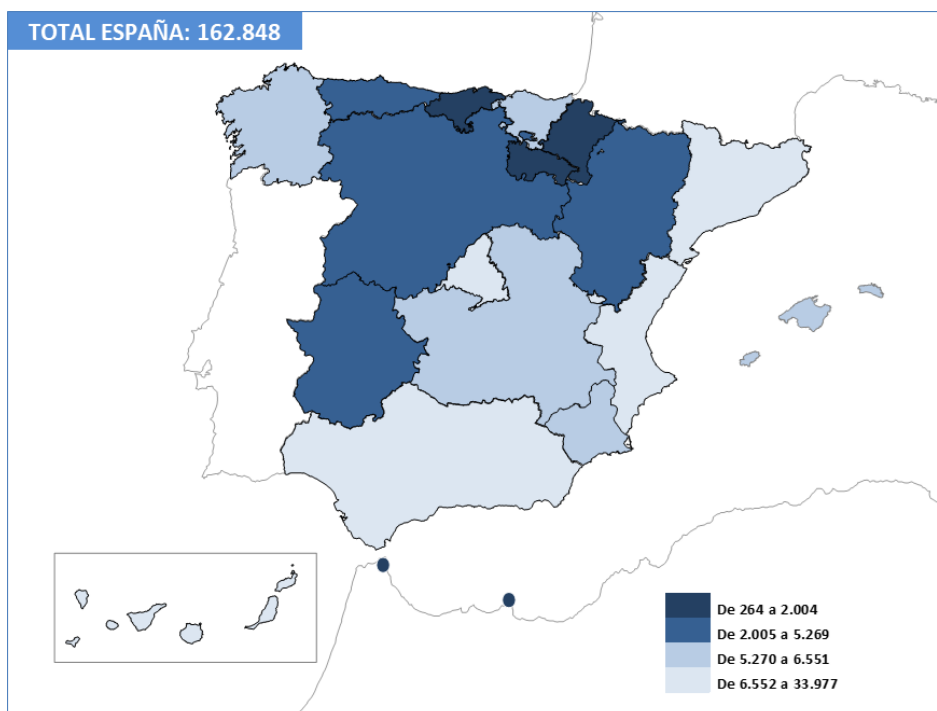 TOTAL ESPAÑA: 162.848
De 264 a 2.004
De 2.005 a 5.269
De 5.270 a 6.551
De 6.552 a 33.977